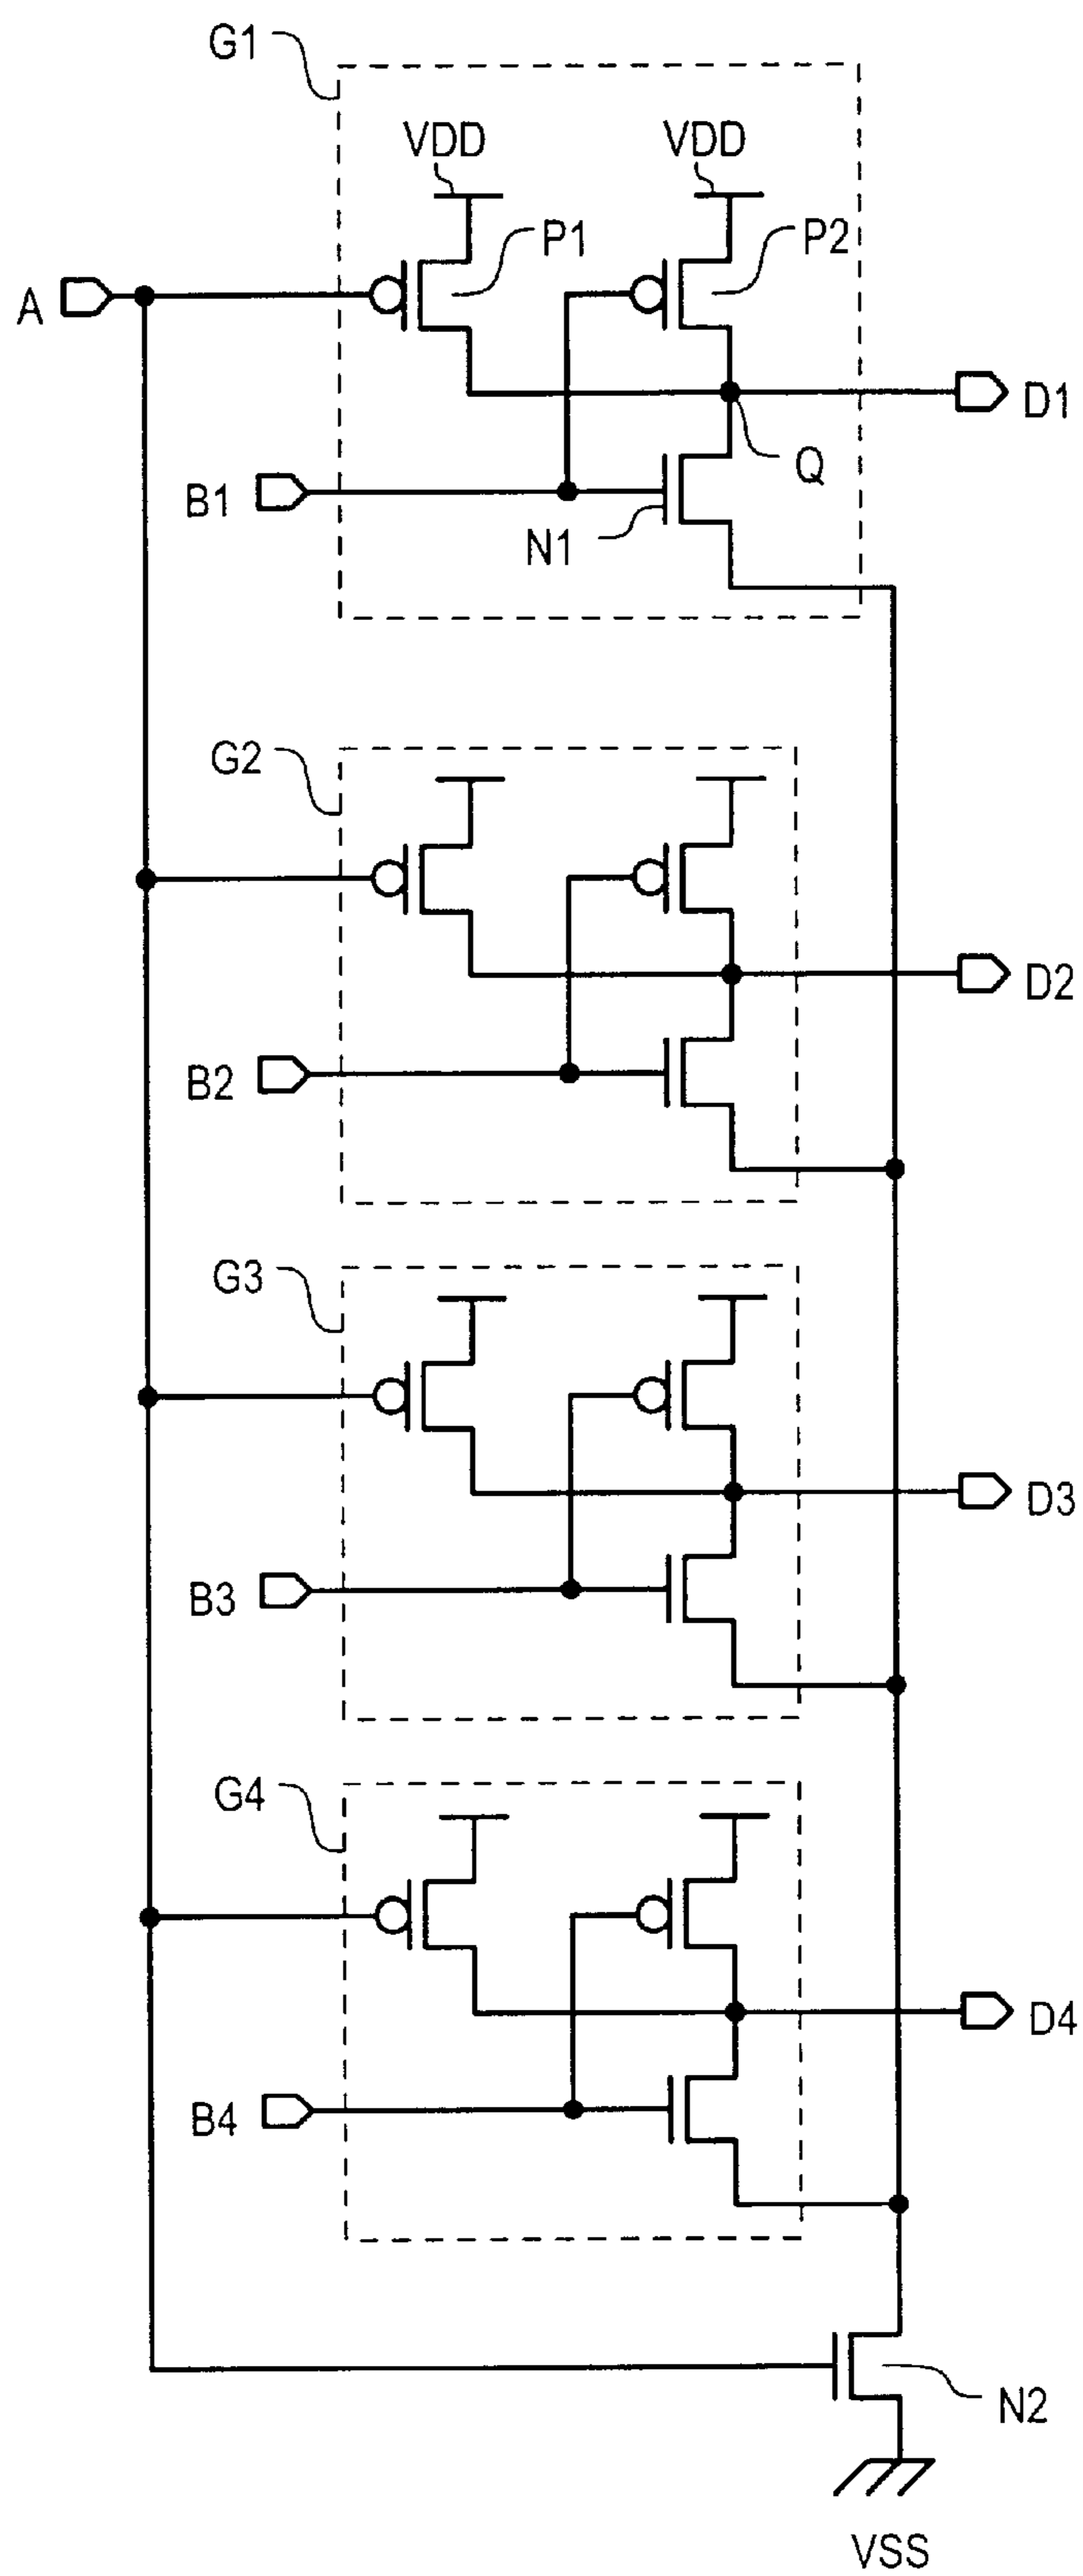 G1
VDD VDD
P1 P2
A
D1
B1 Q
N1
G2
D2
B2
G3
D3
B3
G4
D4
B4
N2
VSS